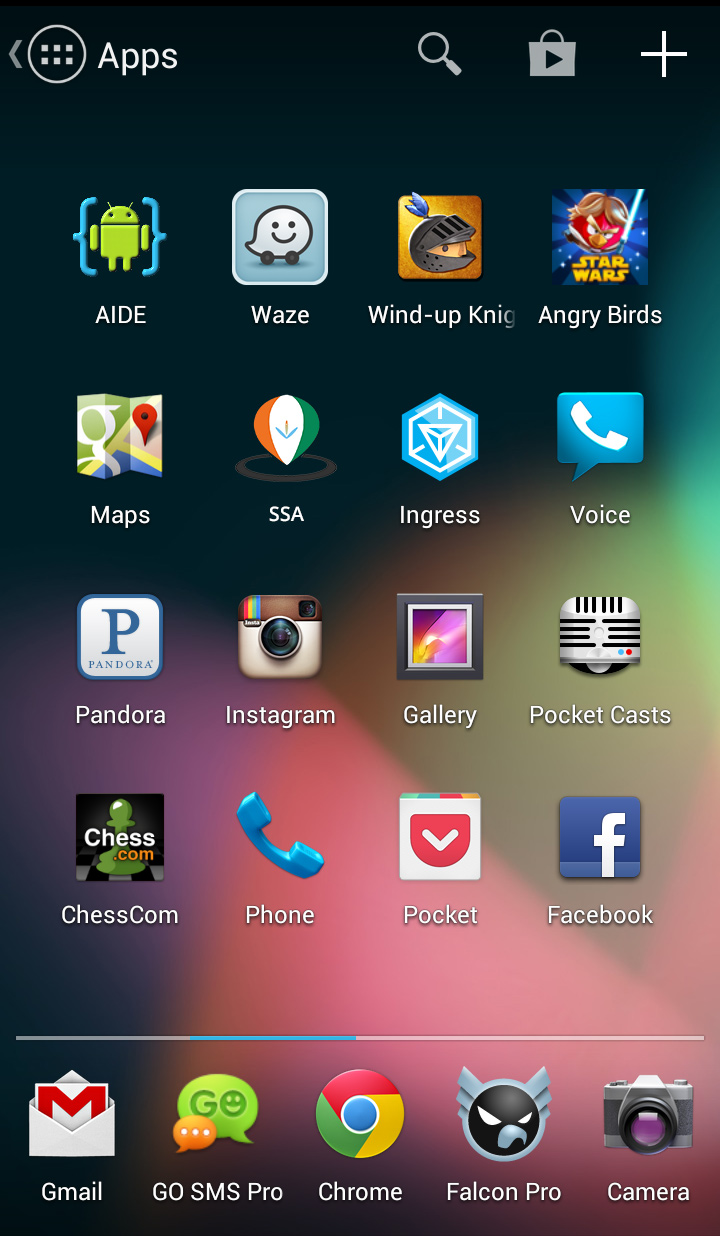 Apps
AIDE
Waze
STAR
WARS
Wind-up Knig
Angry Birds
Maps
SSA
Ingress
Voice
P
PANDORA
Insta
Pandora
Instagram
Gallery
Pocket Casts
Chess
.com
f
ChessCom
Phone
Pocket
Facebook
GO
Gmail
GO SMS Pro
Chrome
Falcon Pro
Camera